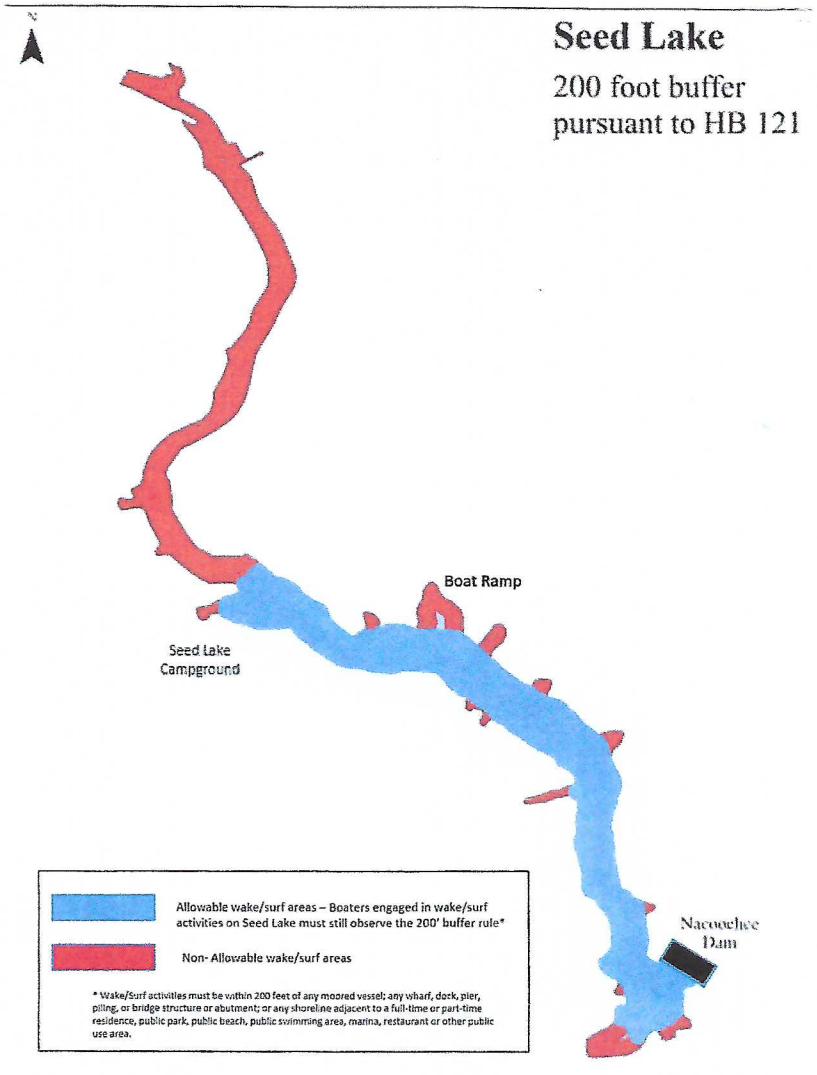 N
Seed Lake
200 foot buffer
pursuant to HB 121
Boat Ramp
Seed Lake
Campground
Nacoochee
Dam
Allowable wake/surf areas – Boaters engaged in wake/surf
activities on Seed Lake must still observe the 200' buffer rule*
Non- Allowable wake/surf areas
* Wake/Surf activities must be within 200 feet of any moored vessel; any wharf, dock, pier,
piling, or bridge structure or abutment; or any shoreline adjacent to a full-time or part-time
residence, public park, public beach, public swimming area, marina, restaurant or other public
use area.